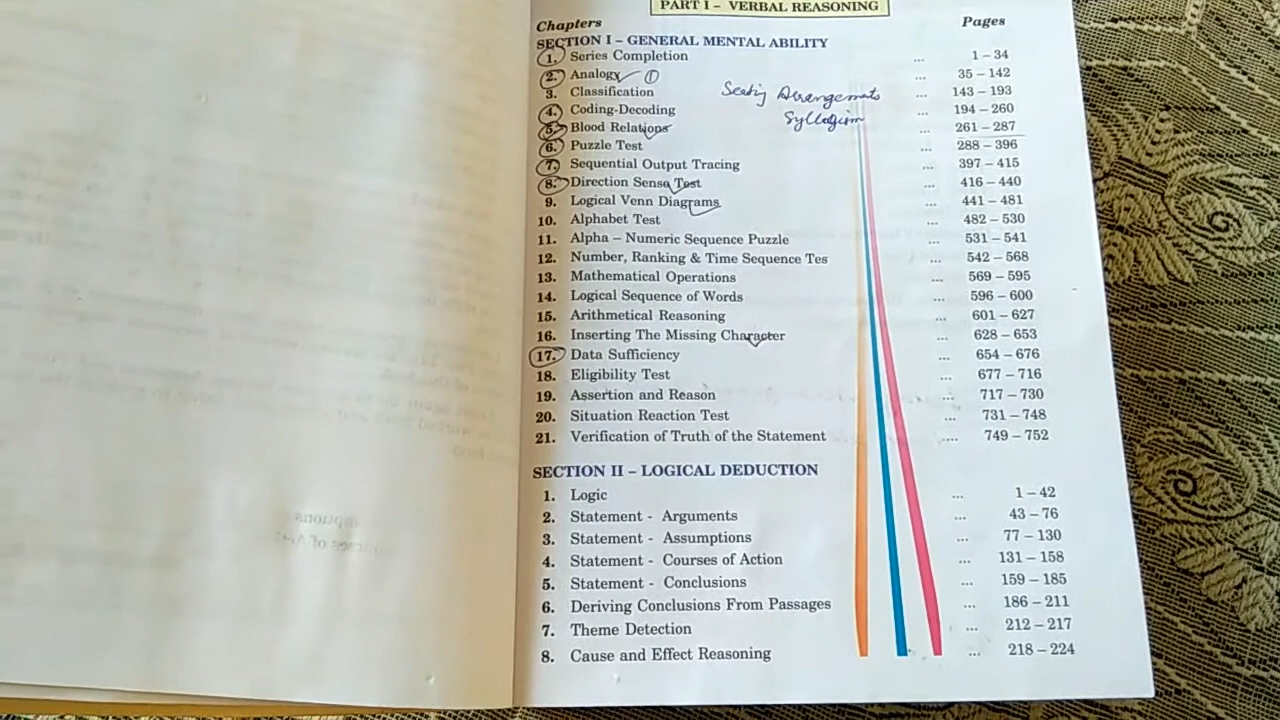 PART I – VERBAL REASONING
Chapters Pages
SECTION I – GENERAL MENTAL ABILITY
1. Series Completion ... 1 – 34
2. Analogy 1 ... 35 – 142
3. Classification ... 143 – 193
Seating Arrangements
4. Coding-Decoding ... 194 – 260
Syllogism
5. Blood Relations ... 261 – 287
6. Puzzle Test ... 288 – 396
7. Sequential Output Tracing ... 397 – 415
8. Direction Sense Test ... 416 – 440
9. Logical Venn Diagrams ... 441 – 481
10. Alphabet Test ... 482 – 530
11. Alpha – Numeric Sequence Puzzle ... 531 – 541
12. Number, Ranking & Time Sequence Tes ... 542 – 568
13. Mathematical Operations ... 569 – 595
14. Logical Sequence of Words ... 596 – 600
15. Arithmetical Reasoning ... 601 – 627
16. Inserting The Missing Character ... 628 – 653
17. Data Sufficiency ... 654 – 676
18. Eligibility Test ... 677 – 716
19. Assertion and Reason ... 717 – 730
20. Situation Reaction Test ... 731 – 748
21. Verification of Truth of the Statement .... 749 – 752
SECTION II – LOGICAL DEDUCTION
1. Logic ... 1 – 42
2. Statement - Arguments ... 43 – 76
3. Statement - Assumptions ... 77 – 130
4. Statement - Courses of Action ... 131 – 158
5. Statement - Conclusions ... 159 – 185
6. Deriving Conclusions From Passages ... 186 – 211
7. Theme Detection ... 212 – 217
8. Cause and Effect Reasoning ... 218 – 224